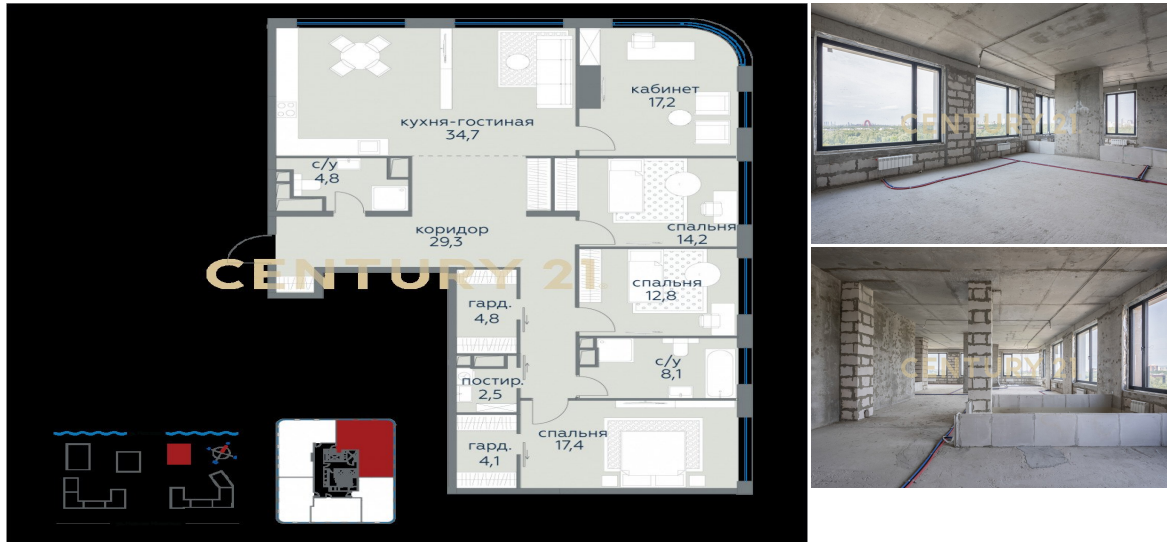 кабинет
17,2
кухня-гостиная
34,7
с/у
4,8
спальня
14,2
коридор
29,3
CENTURY 21
спальня
12,8
гард.
4,8
с/у
8,1
постир.
2,5
спальня
17,4
гард.
4,1
CENTURY 21
CENTURY 21